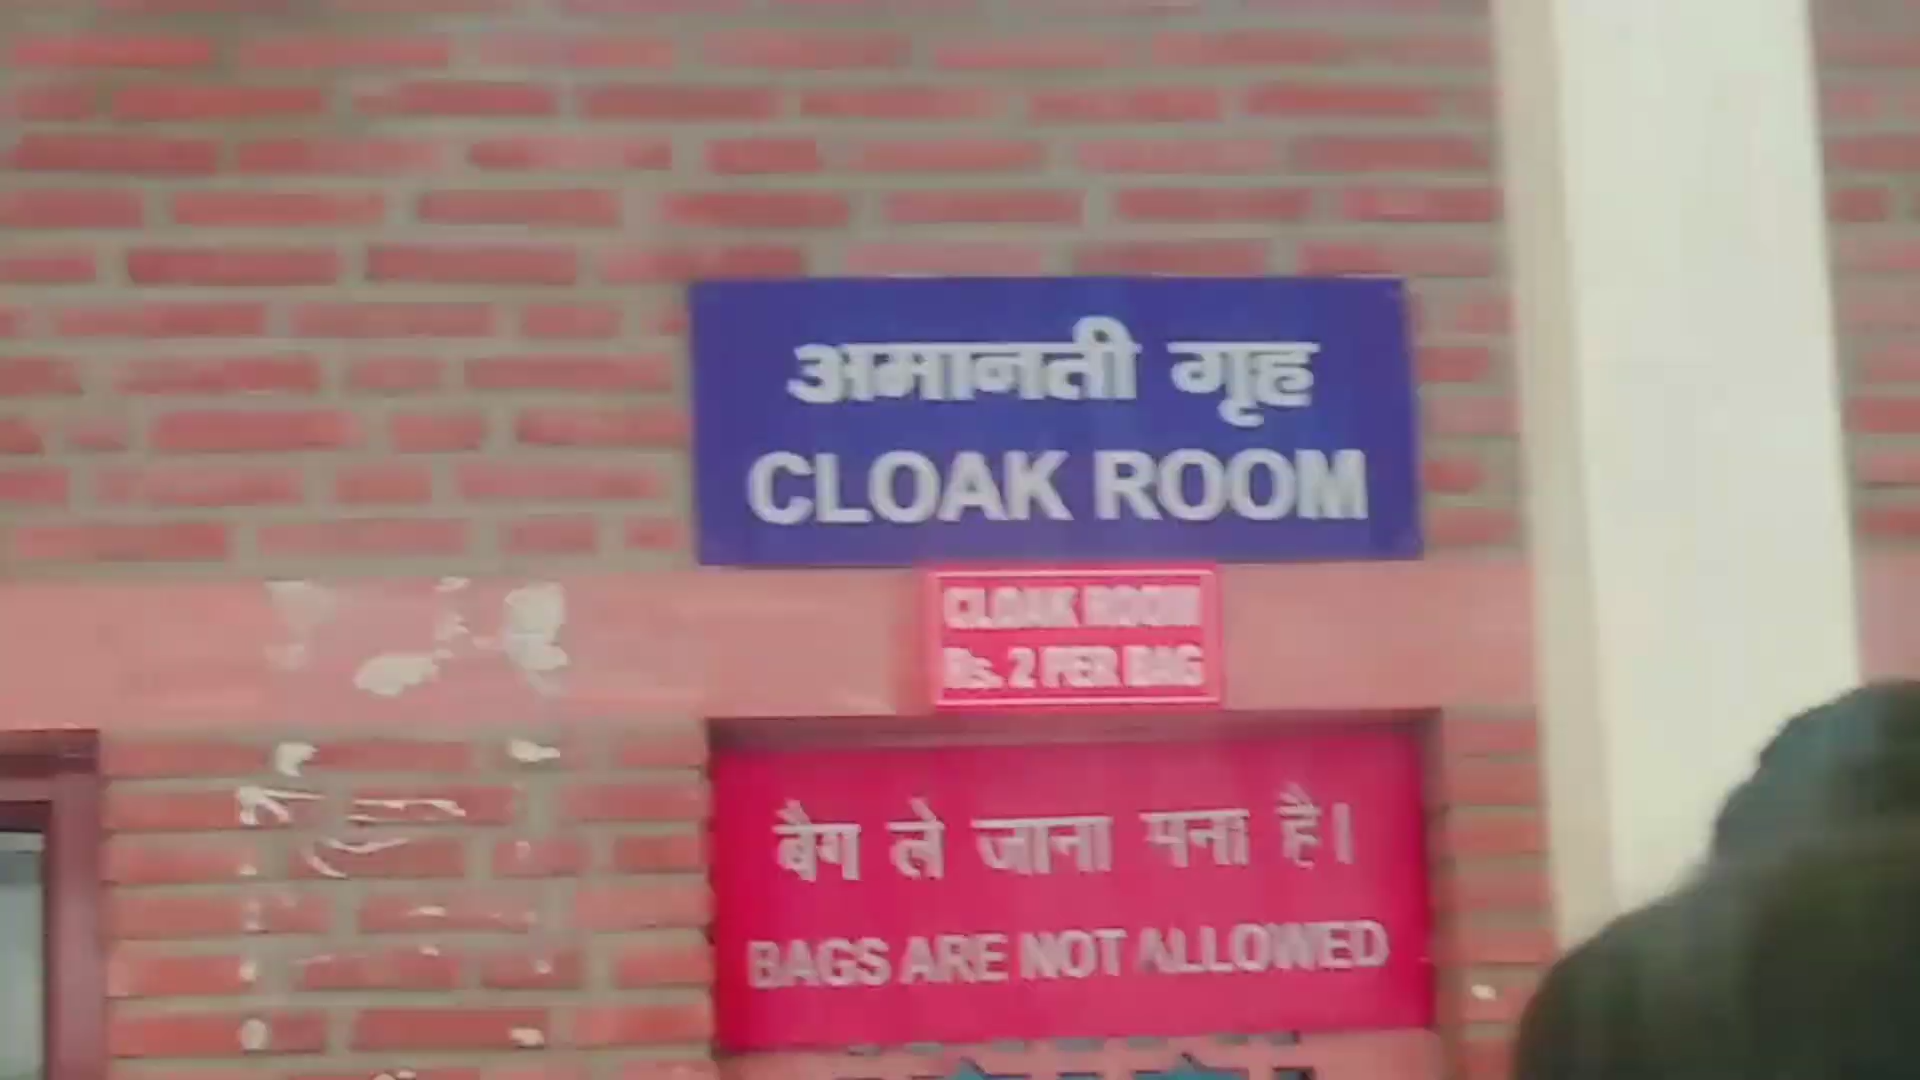 अमानती गृह
CLOAK ROOM
CLOAK ROOM
Rs. 2 PER BAG
बैग ले जाना मना है।
BAGS ARE NOT ALLOWED